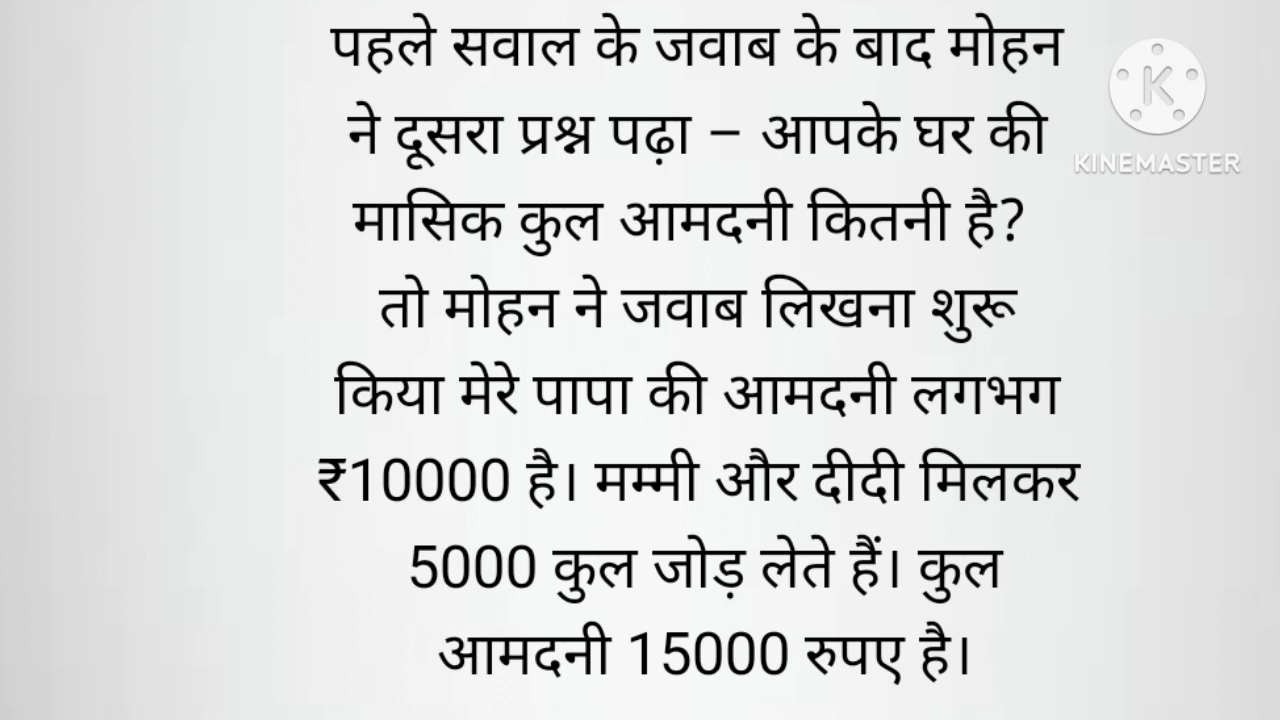 पहले सवाल के जवाब के बाद मोहन
ने दूसरा प्रश्न पढ़ा – आपके घर की
मासिक कुल आमदनी कितनी है?
तो मोहन ने जवाब लिखना शुरू
किया मेरे पापा की आमदनी लगभग
₹10000 है। मम्मी और दीदी मिलकर
5000 कुल जोड़ लेते हैं। कुल
आमदनी 15000 रुपए है।
K
KINEMASTER